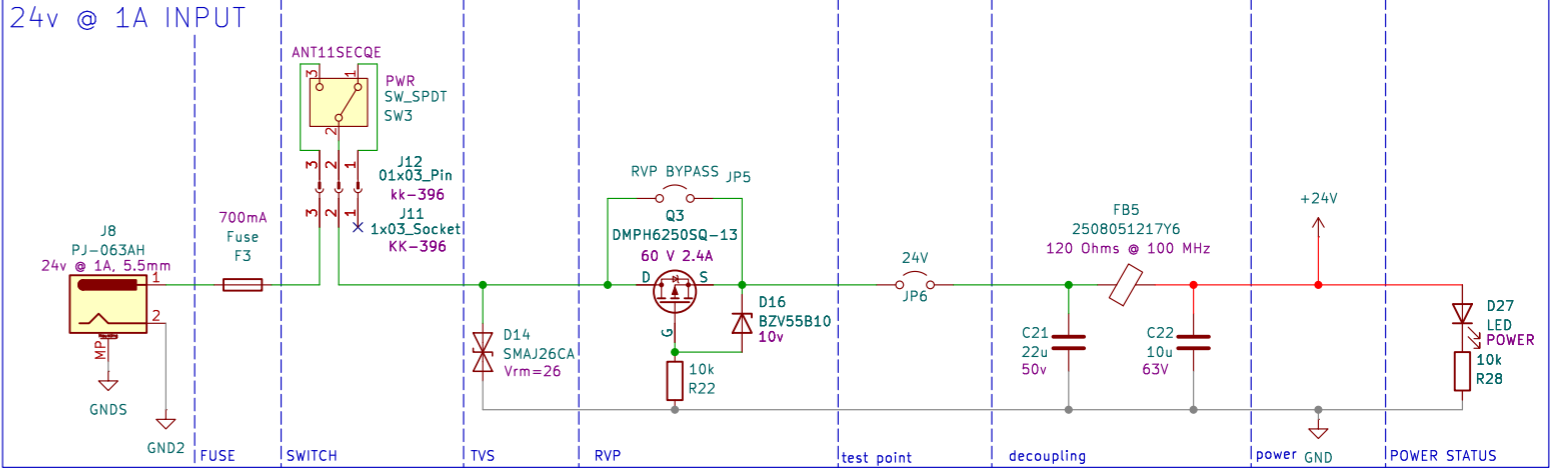 24v @ 1A INPUT
ANT11SECQE
3
1
PWR
SW_SPDT
SW3
2
3
2
1
J12
01x03_Pin
kk-396
3
2
1
J11
1x03_Socket
KK-396
J8
PJ-063AH
24v @ 1A, 5.5mm
1
2
MP
GNDS
GND2
700mA
Fuse
F3
D14
SMAJ26CA
Vrm=26
RVP BYPASS
JP5
Q3
DMPH6250SQ-13
60 V 2.4A
D
S
G
D16
BZV55B10
10v
10k
R22
24V
JP6
FB5
2508051217Y6
120 Ohms @ 100 MHz
C21
22u
50v
C22
10u
63V
+24V
D27
LED
POWER
10k
R28
FUSE
SWITCH
TVS
RVP
test point
decoupling
power
GND
POWER STATUS